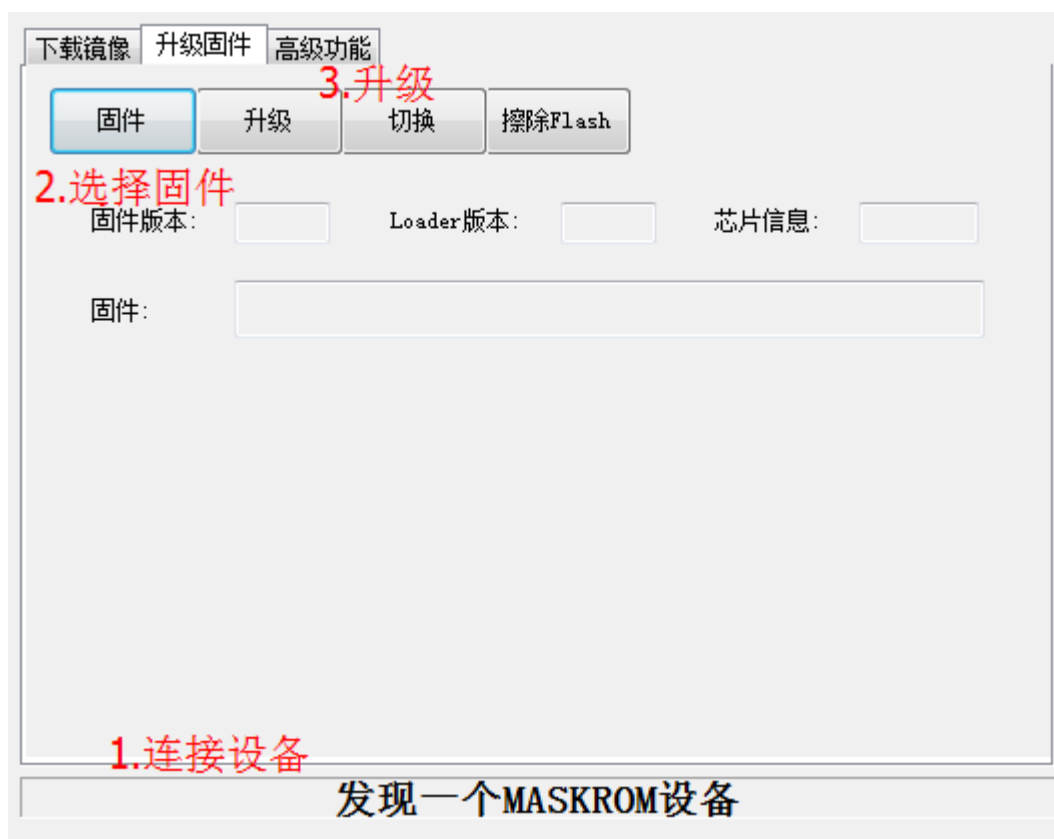 下载镜像 升级固件 高级功能
3.升级
固件 升级 切换 擦除Flash
2.选择固件
固件版本: Loader版本: 芯片信息:
固件:
1.连接设备
发现一个MASKROM设备